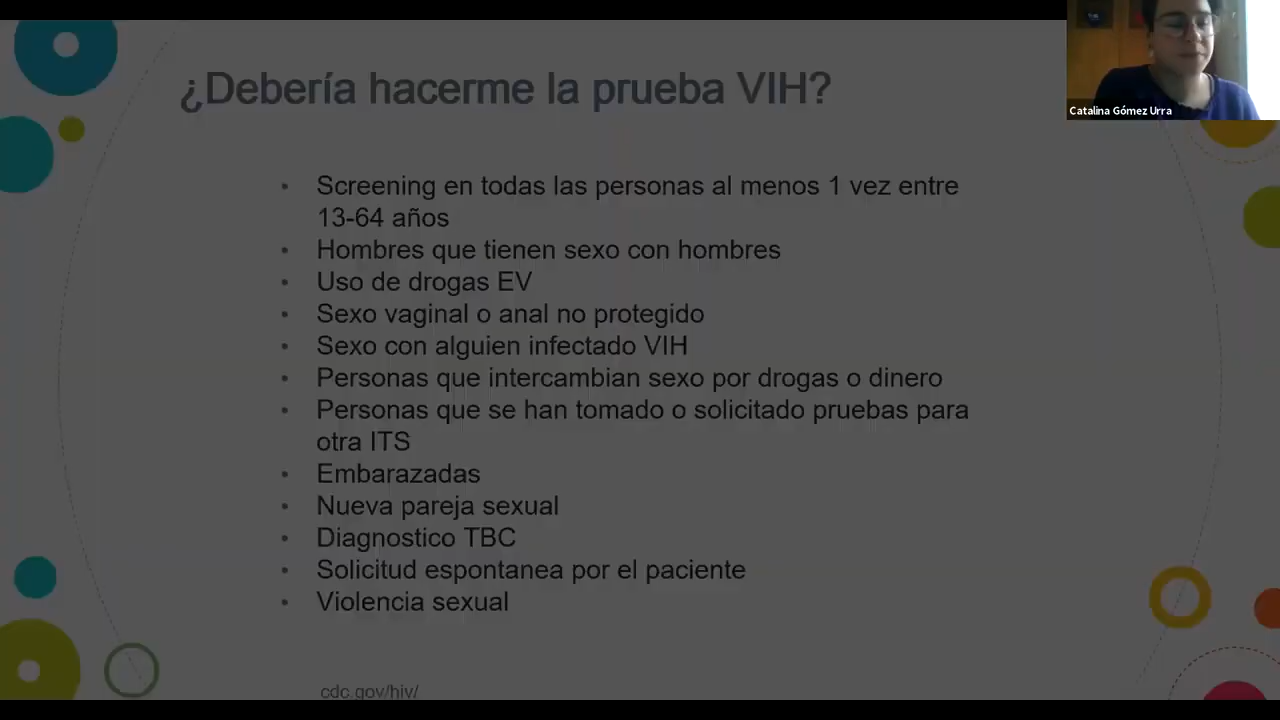 ¿Debería hacerme la prueba VIH?
Catalina Gómez Urra
• Screening en todas las personas al menos 1 vez entre
13-64 años
• Hombres que tienen sexo con hombres
• Uso de drogas EV
• Sexo vaginal o anal no protegido
• Sexo con alguien infectado VIH
• Personas que intercambian sexo por drogas o dinero
• Personas que se han tomado o solicitado pruebas para
otra ITS
• Embarazadas
• Nueva pareja sexual
• Diagnostico TBC
• Solicitud espontanea por el paciente
• Violencia sexual
cdc.gov/hiv/